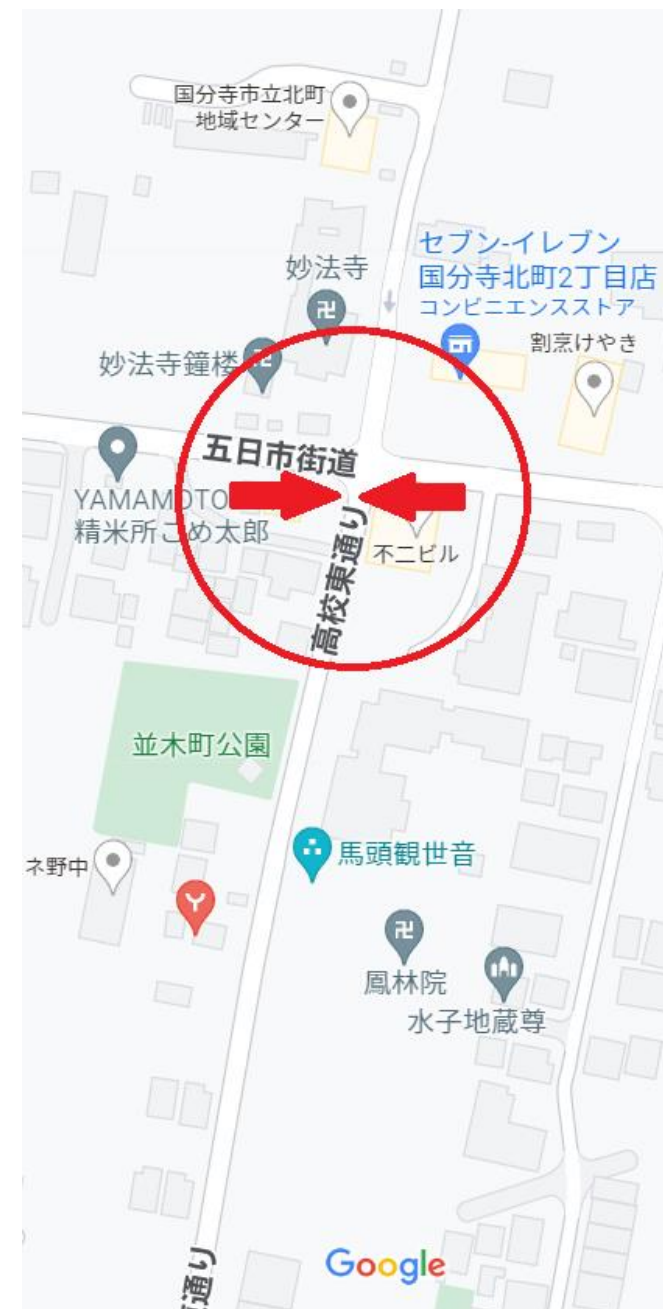 国分寺市立北町
地域センター
セブン-イレブン
国分寺北町2丁目店
コンビニエンスストア
妙法寺
割烹けやき
妙法寺鐘楼
五日市街道
YAMAMOTO
精米所こめ太郎
高校東通り
不二ビル
並木町公園
馬頭観世音
ネ野中
鳳林院
水子地蔵尊
通り
Google